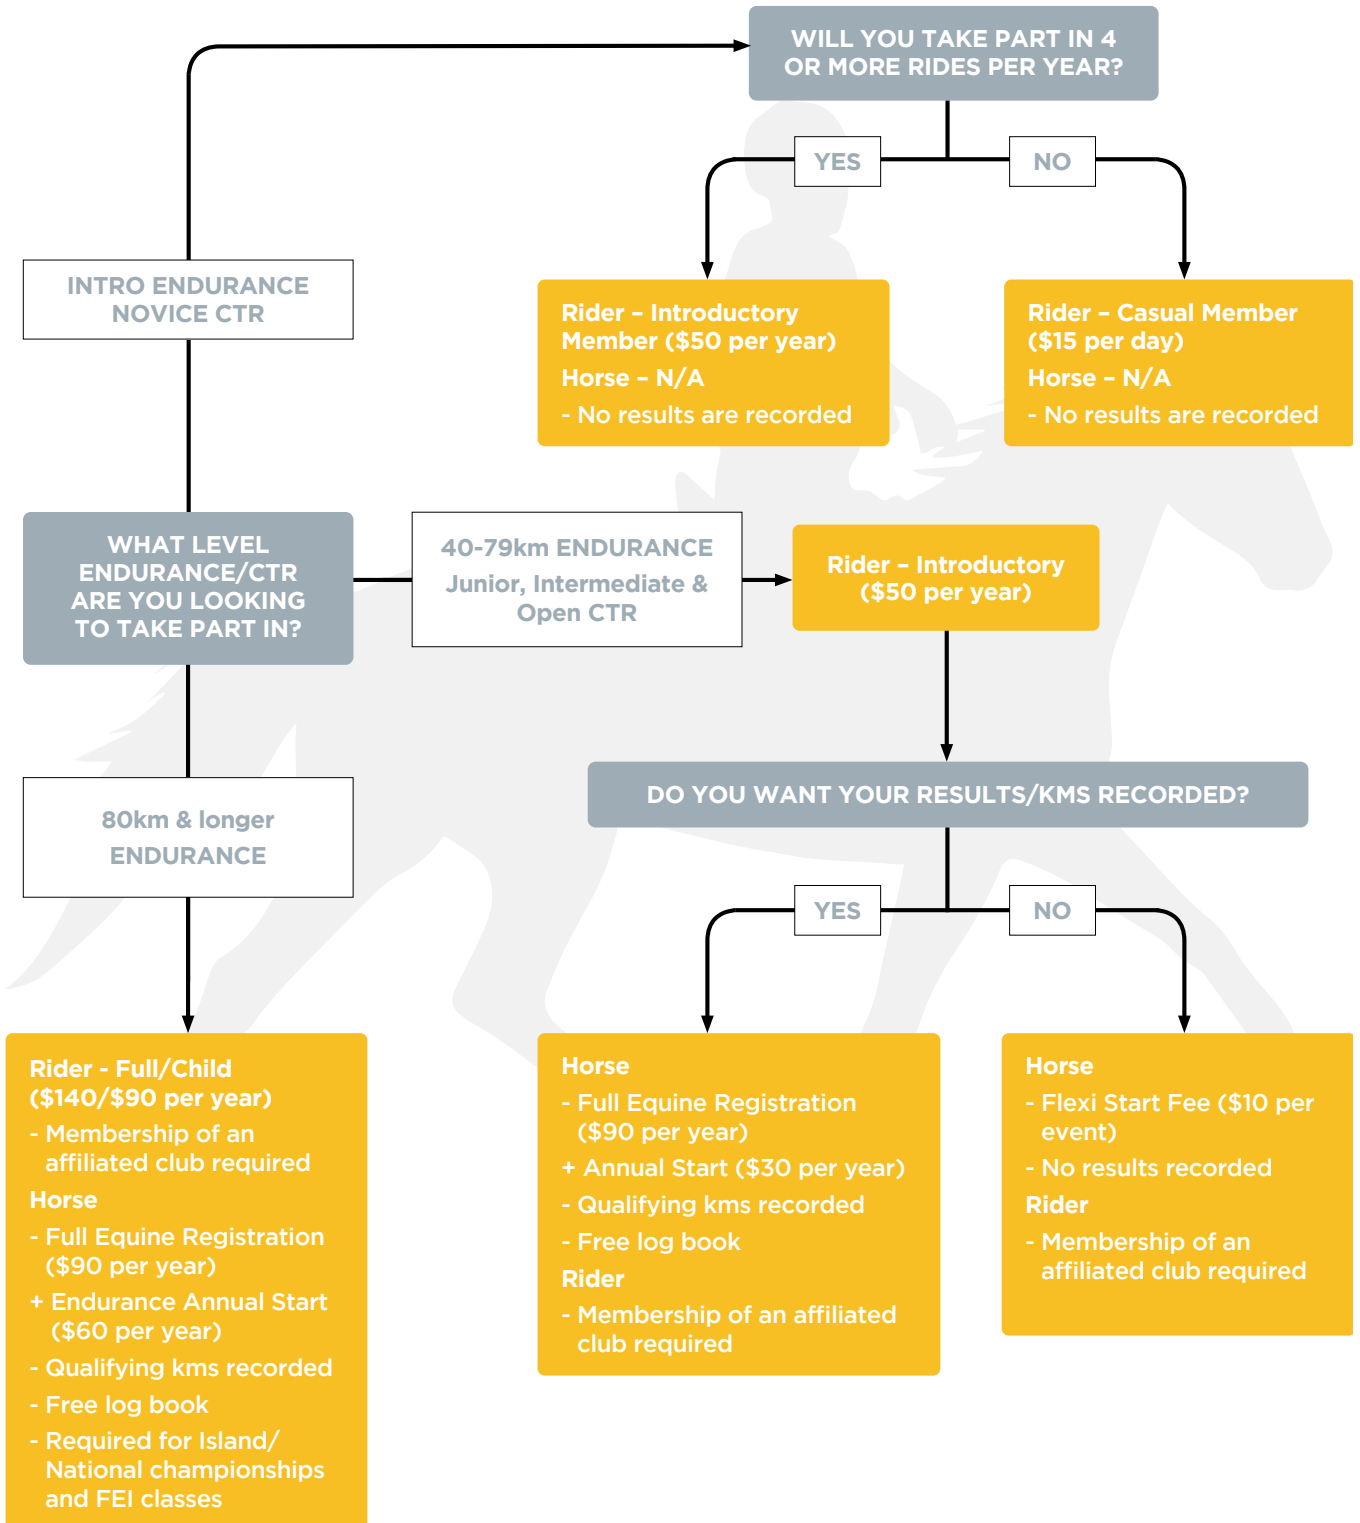 WILL YOU TAKE PART IN 4
OR MORE RIDES PER YEAR?
YES
NO
INTRO ENDURANCE
NOVICE CTR
Rider – Introductory
Member ($50 per year)
Horse – N/A
- No results are recorded
Rider – Casual Member
($15 per day)
Horse – N/A
- No results are recorded
WHAT LEVEL
ENDURANCE/CTR
ARE YOU LOOKING
TO TAKE PART IN?
40-79km ENDURANCE
Junior, Intermediate &
Open CTR
Rider – Introductory
($50 per year)
80km & longer
ENDURANCE
DO YOU WANT YOUR RESULTS/KMS RECORDED?
YES
NO
Rider - Full/Child
($140/$90 per year)
- Membership of an
affiliated club required
Horse
- Full Equine Registration
($90 per year)
+ Endurance Annual Start
($60 per year)
- Qualifying kms recorded
- Free log book
- Required for Island/
National championships
and FEI classes
Horse
- Full Equine Registration
($90 per year)
+ Annual Start ($30 per year)
- Qualifying kms recorded
- Free log book
Rider
- Membership of an affiliated
club required
Horse
- Flexi Start Fee ($10 per
event)
- No results recorded
Rider
- Membership of an
affiliated club required